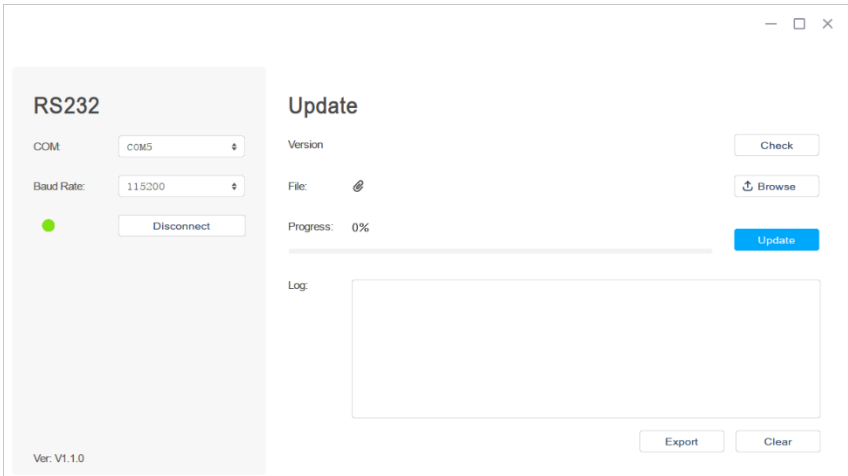 RS232
COM:
COM5
Baud Rate:
115200
Disconnect
Ver: V1.1.0
Update
Version
Check
File:
Browse
Progress:
0%
Update
Log:
Export
Clear